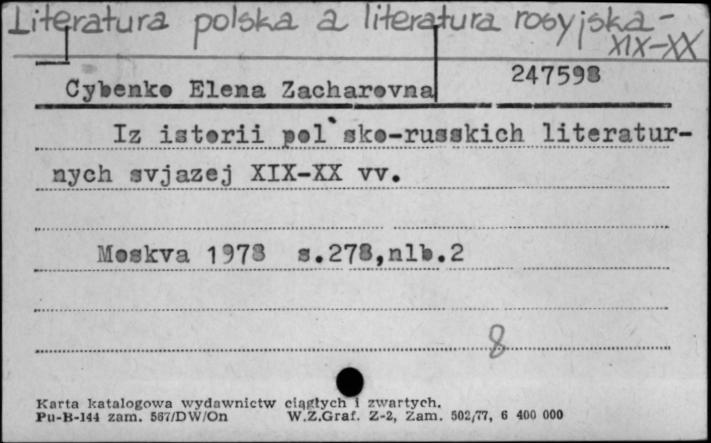 Literatura polska a literatura rosyjska -
XIX-XX
247598
Cybenko Elena Zacharovna
Iz istorii pol`sko-russkich literatur-
nych svjazej XIX-XX vv.
Moskva 1978 s.278,nlb.2
8
Karta katalogowa wydawnictw ciągłych i zwartych.
Pu-B-144 zam. 567/DW/On W.Z.Graf. Z-2, Zam. 502/77, 6 400 000